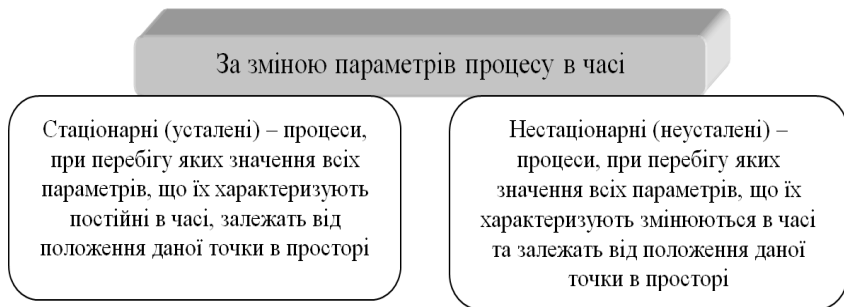 За зміною параметрів процесу в часі
Стаціонарні (усталені) – процеси,
при перебігу яких значення всіх
параметрів, що їх характеризують
постійні в часі, залежать від
положення даної точки в просторі
Нестаціонарні (неусталені) –
процеси, при перебігу яких
значення всіх параметрів, що їх
характеризують змінюються в часі
та залежать від положення даної
точки в просторі